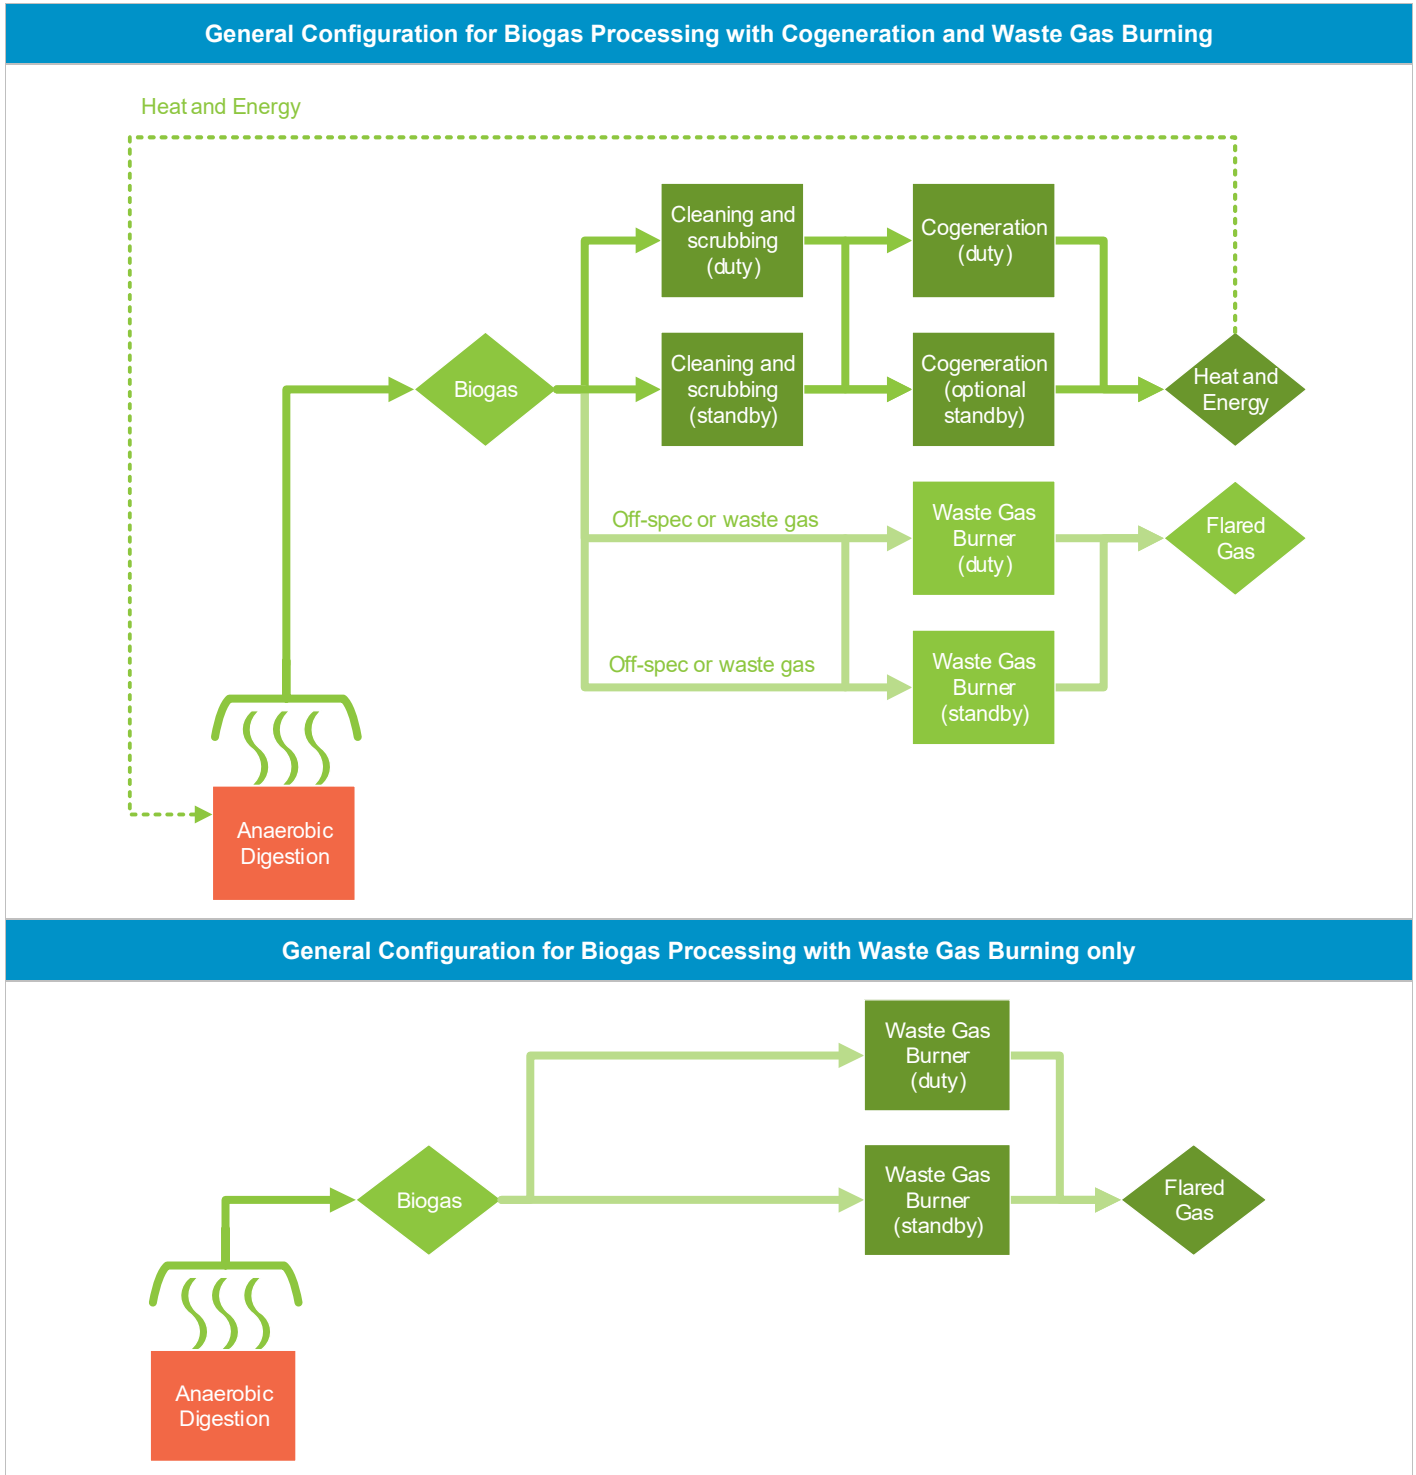 General Configuration for Biogas Processing with Cogeneration and Waste Gas Burning
Heat and Energy
Cleaning and
scrubbing
(duty)
Cogeneration
(duty)
Biogas
Cleaning and
scrubbing
(standby)
Cogeneration
(optional
standby)
Heat and
Energy
Off-spec or waste gas
Waste Gas
Burner
(duty)
Flared
Gas
Off-spec or waste gas
Waste Gas
Burner
(standby)
Anaerobic
Digestion
General Configuration for Biogas Processing with Waste Gas Burning only
Waste Gas
Burner
(duty)
Biogas
Waste Gas
Burner
(standby)
Flared
Gas
Anaerobic
Digestion